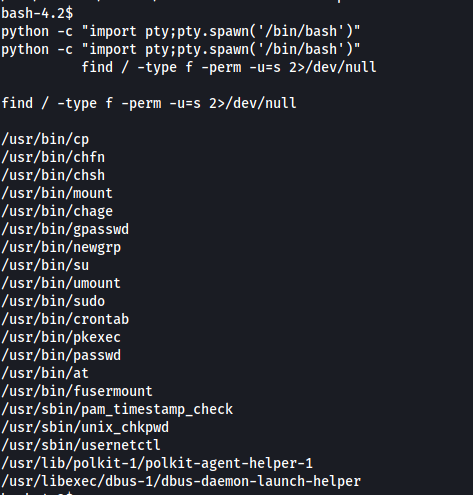 bash-4.2$
python -c "import pty;pty.spawn('/bin/bash')"
python -c "import pty;pty.spawn('/bin/bash')"
find / -type f -perm -u=s 2>/dev/null
find / -type f -perm -u=s 2>/dev/null
/usr/bin/cp
/usr/bin/chfn
/usr/bin/chsh
/usr/bin/mount
/usr/bin/chage
/usr/bin/gpasswd
/usr/bin/newgrp
/usr/bin/su
/usr/bin/umount
/usr/bin/sudo
/usr/bin/crontab
/usr/bin/pkexec
/usr/bin/passwd
/usr/bin/at
/usr/bin/fusermount
/usr/sbin/pam_timestamp_check
/usr/sbin/unix_chkpwd
/usr/sbin/usernetctl
/usr/lib/polkit-1/polkit-agent-helper-1
/usr/libexec/dbus-1/dbus-daemon-launch-helper